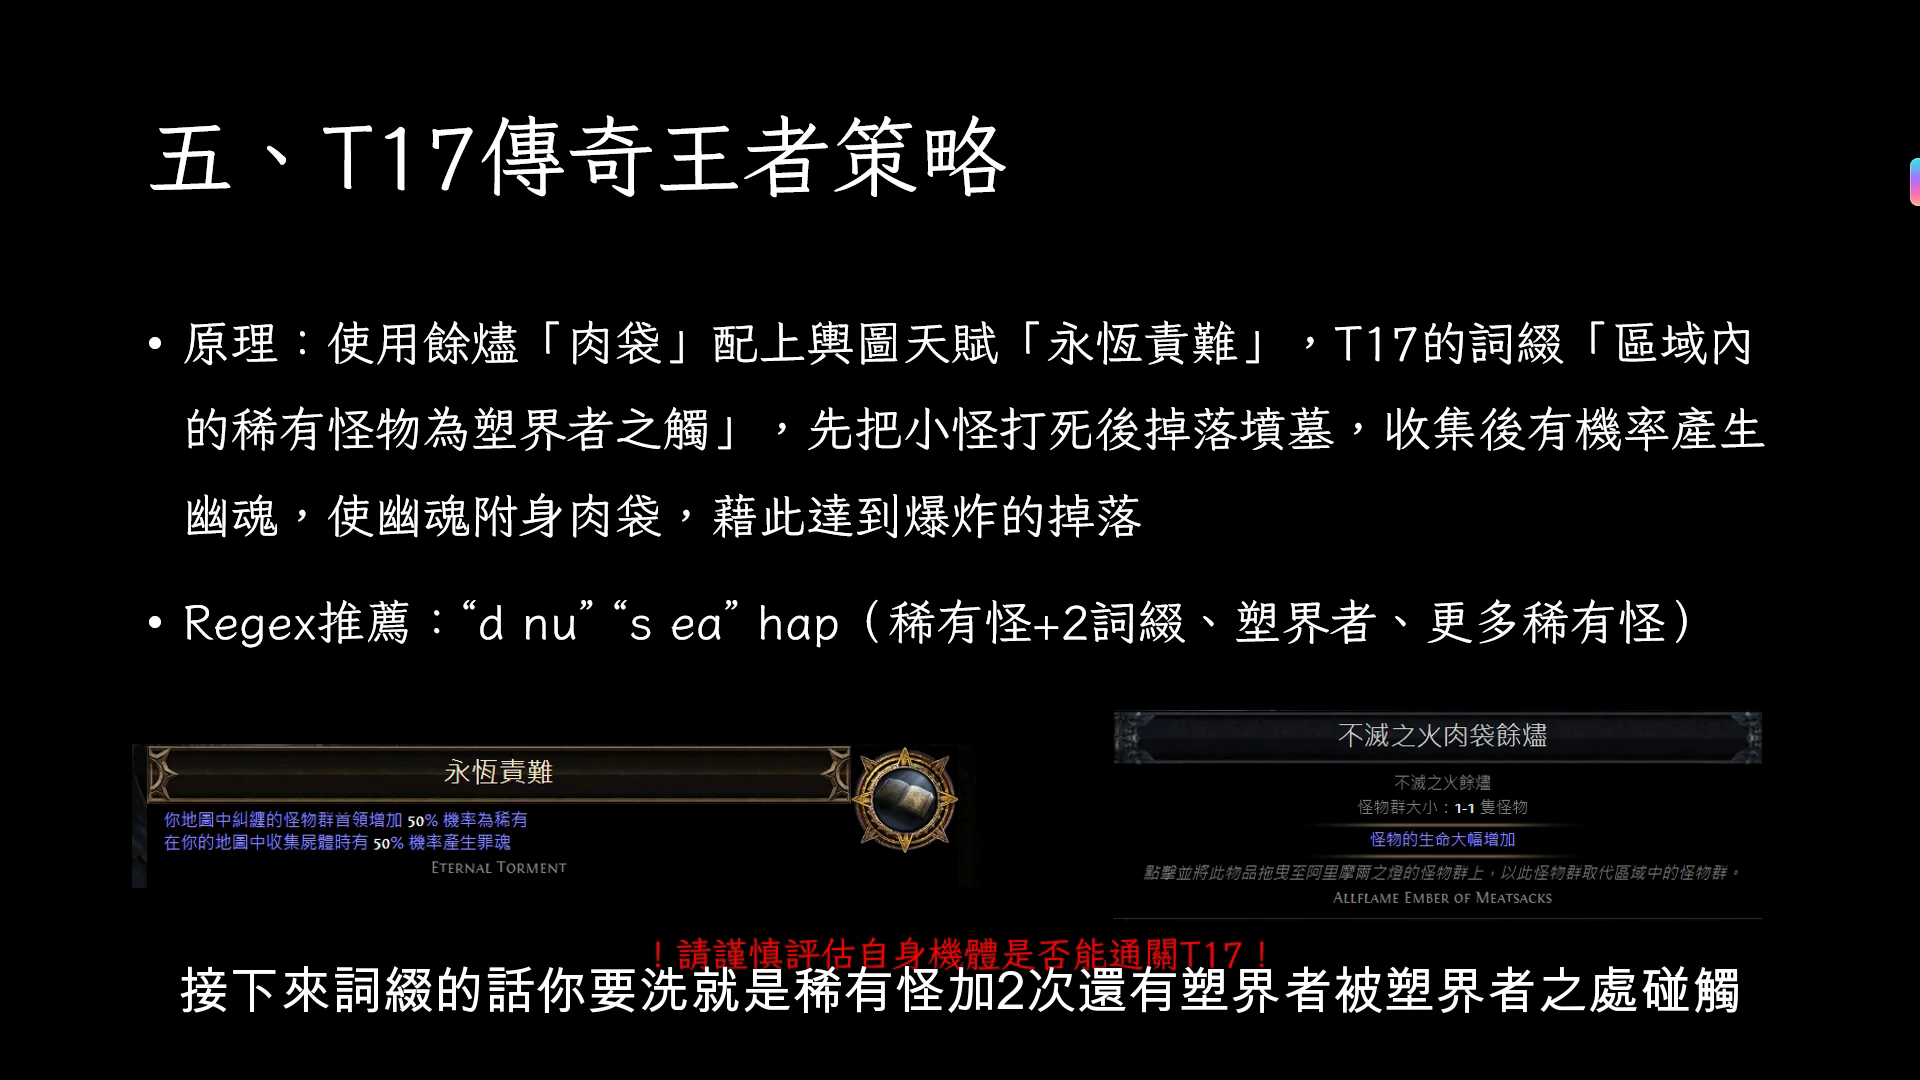 五、T17傳奇王者策略
• 原理：使用餘燼「肉袋」配上輿圖天賦「永恆責難」，T17的詞綴「區域內
的稀有怪物為塑界者之觸」，先把小怪打死後掉落墳墓，收集後有機率產生
幽魂，使幽魂附身肉袋，藉此達到爆炸的掉落
• Regex推薦：“d nu” “s ea” hap（稀有怪+2詞綴、塑界者、更多稀有怪）
永恆責難
你地圖中糾纏的怪物群首領增加 50% 機率為稀有
在你的地圖中收集屍體時有 50% 機率產生罪魂
ETERNAL TORMENT
不滅之火肉袋餘燼
不滅之火餘燼
怪物群大小：1-1 隻怪物
怪物的生命大幅增加
點擊並將此物品拖曳至阿里摩爾之燈的怪物群上，以此怪物群取代區域中的怪物群。
ALLFLAME EMBER OF MEATSACKS
！請謹慎評估自身機體是否能通關T17！
接下來詞綴的話你要洗就是稀有怪加2次還有塑界者被塑界者之處碰觸